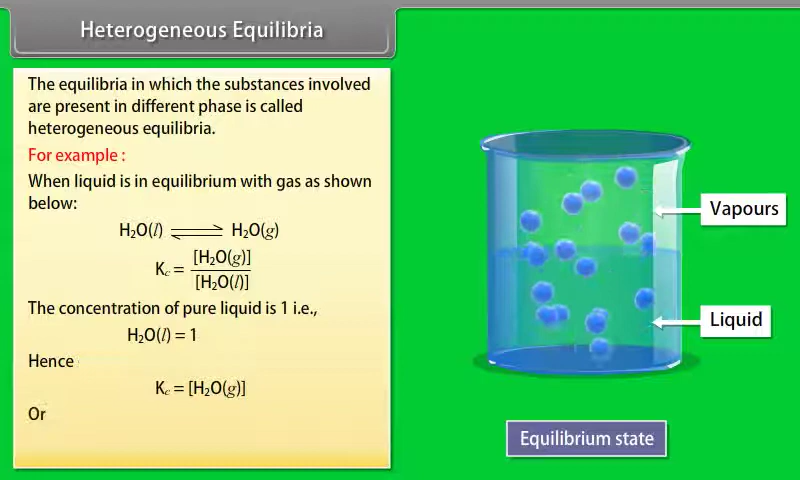 Heterogeneous Equilibria
The equilibria in which the substances involved
are present in different phase is called
heterogeneous equilibria.
For example :
When liquid is in equilibrium with gas as shown
below:
H₂O(l) ⇌ H₂O(g)
K꜀ = [H₂O(g)] / [H₂O(l)]
The concentration of pure liquid is 1 i.e.,
H₂O(l) = 1
Hence
K꜀ = [H₂O(g)]
Or
Vapours
Liquid
Equilibrium state